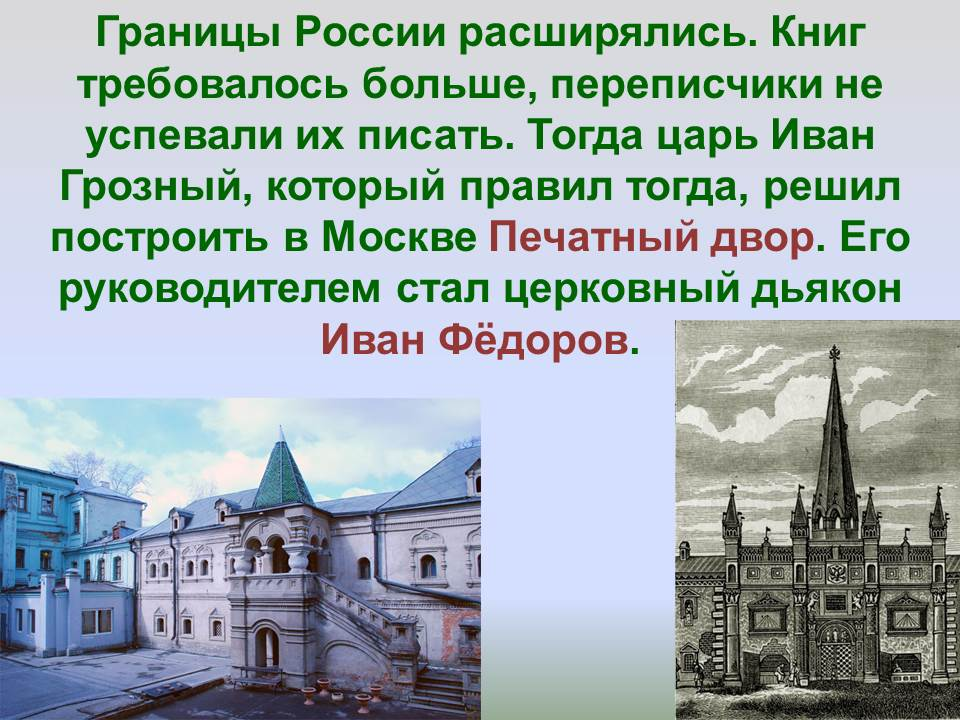 Границы России расширялись. Книг
требовалось больше, переписчики не
успевали их писать. Тогда царь Иван
Грозный, который правил тогда, решил
построить в Москве Печатный двор. Его
руководителем стал церковный дьякон
Иван Фёдоров.